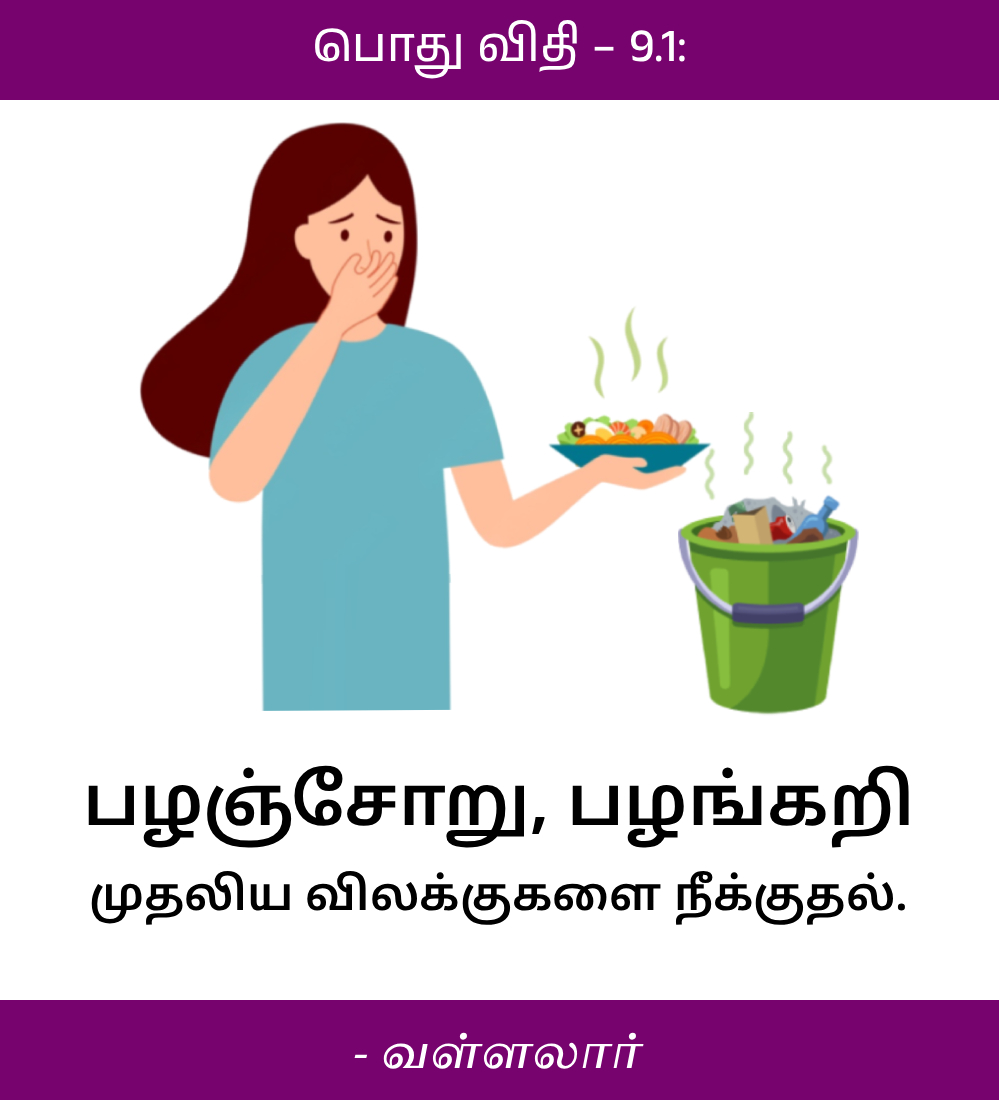 பொது விதி – 9.1:
பழஞ்சோறு, பழங்கறி
முதலிய விலக்குகளை நீக்குதல்.
- வள்ளலார்